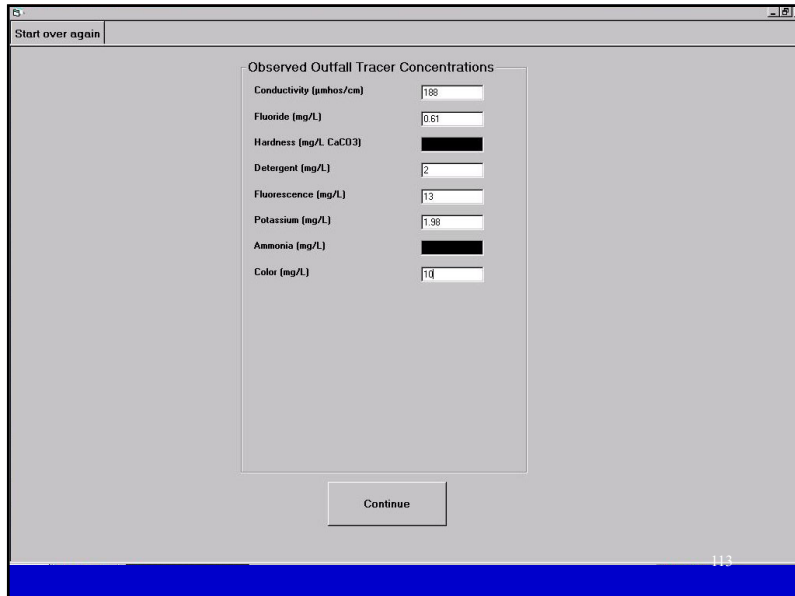 Start over again
Observed Outfall Tracer Concentrations
Conductivity (µmhos/cm) 188
Fluoride (mg/L) 0.61
Hardness (mg/L CaCO3)
Detergent (mg/L) 2
Fluorescence (mg/L) 13
Potassium (mg/L) 1.98
Ammonia (mg/L)
Color (mg/L) 10
Continue
113